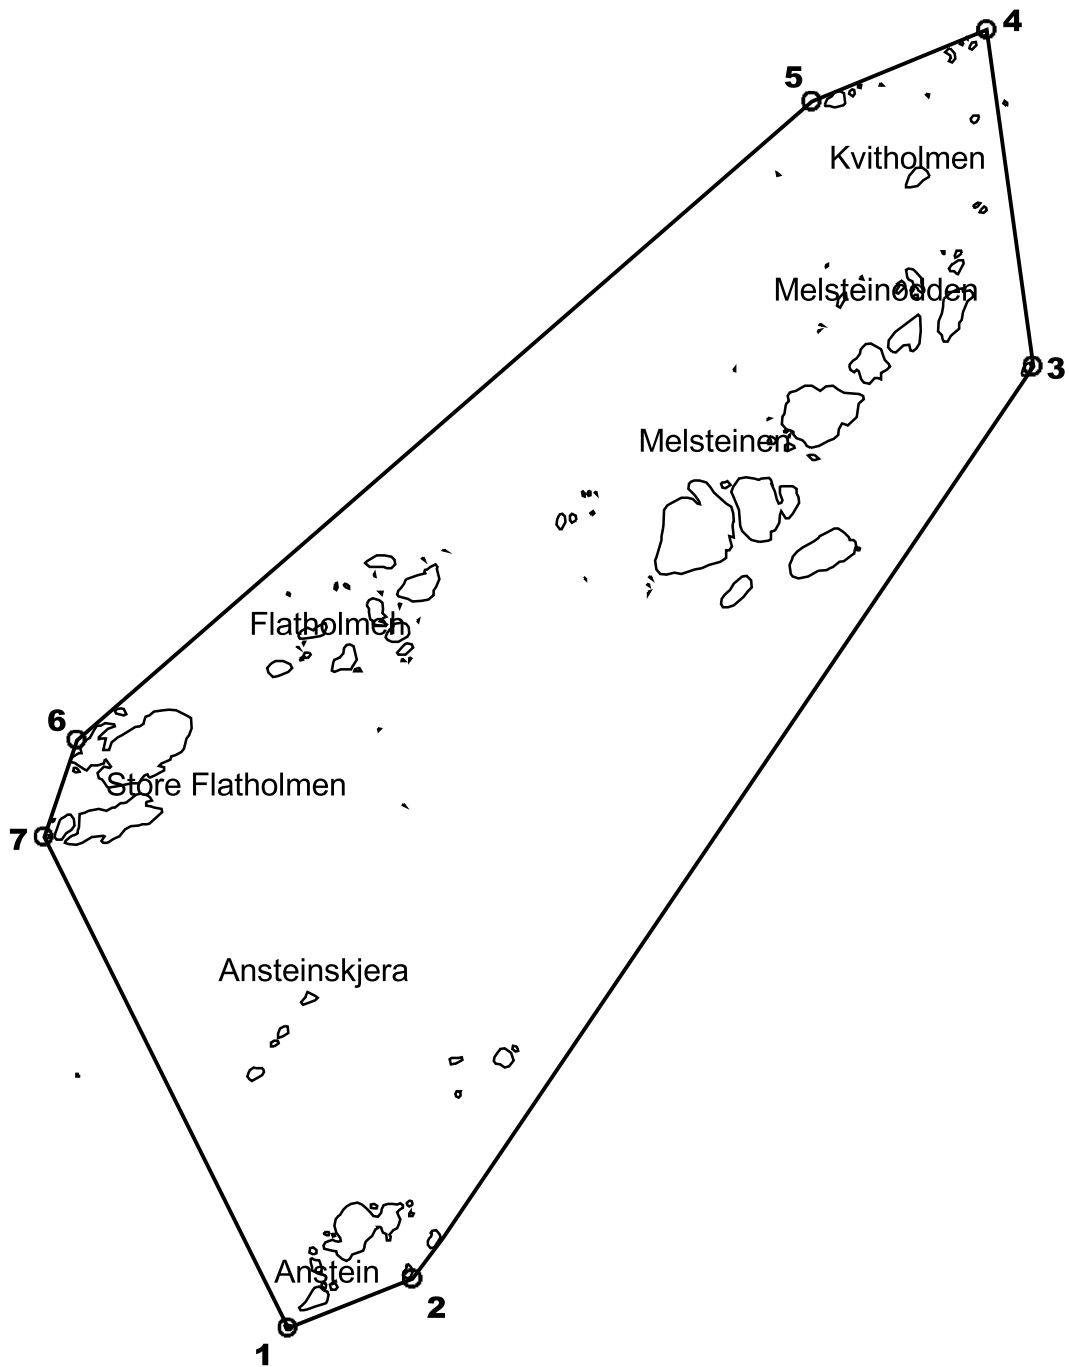 4
5
Kvitholmen
Melsteinodden
3
Melsteinen
Flatholmen
6
Store Flatholmen
7
Ansteinskjera
Anstein
2
1